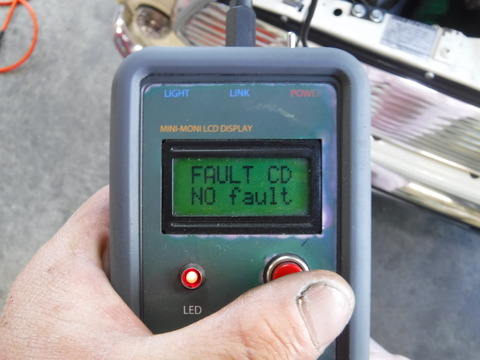 LIGHT LINK POWER
MINI-MONI LCD DISPLAY
FAULT CD
NO fault
LED